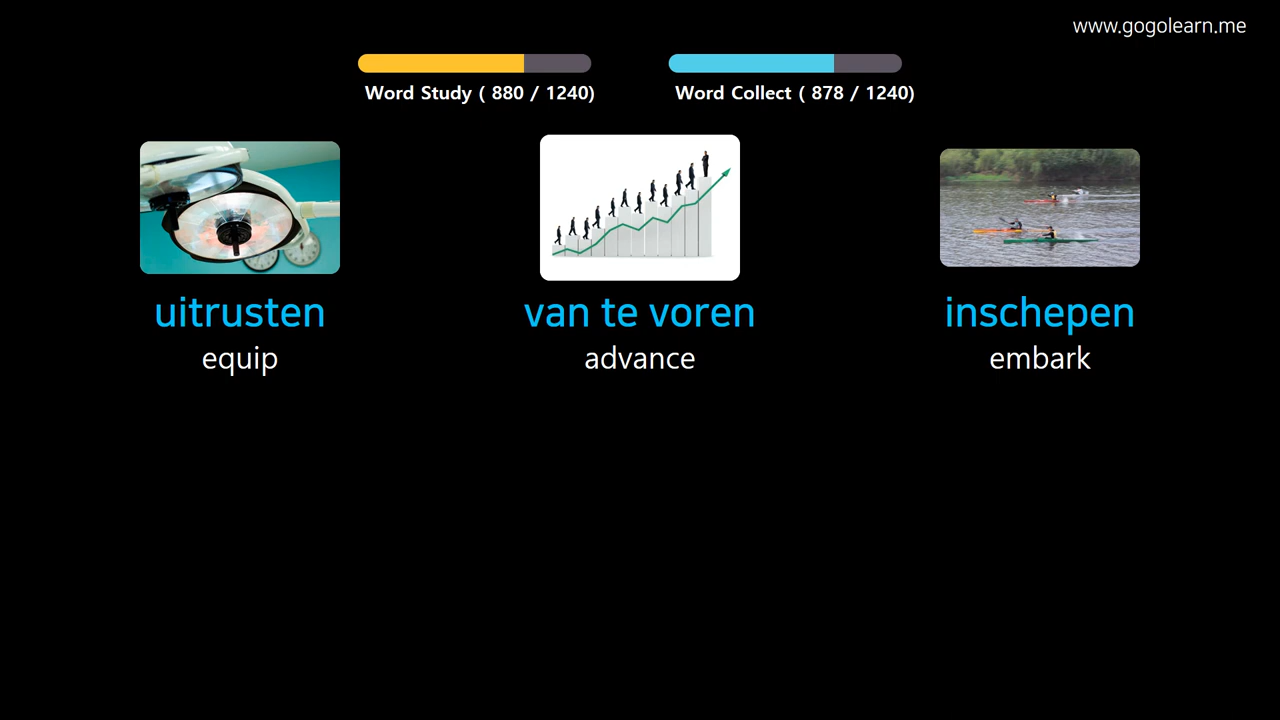 www.gogolearn.me
Word Study ( 880 / 1240)
Word Collect ( 878 / 1240)
uitrusten
equip
van te voren
advance
inschepen
embark